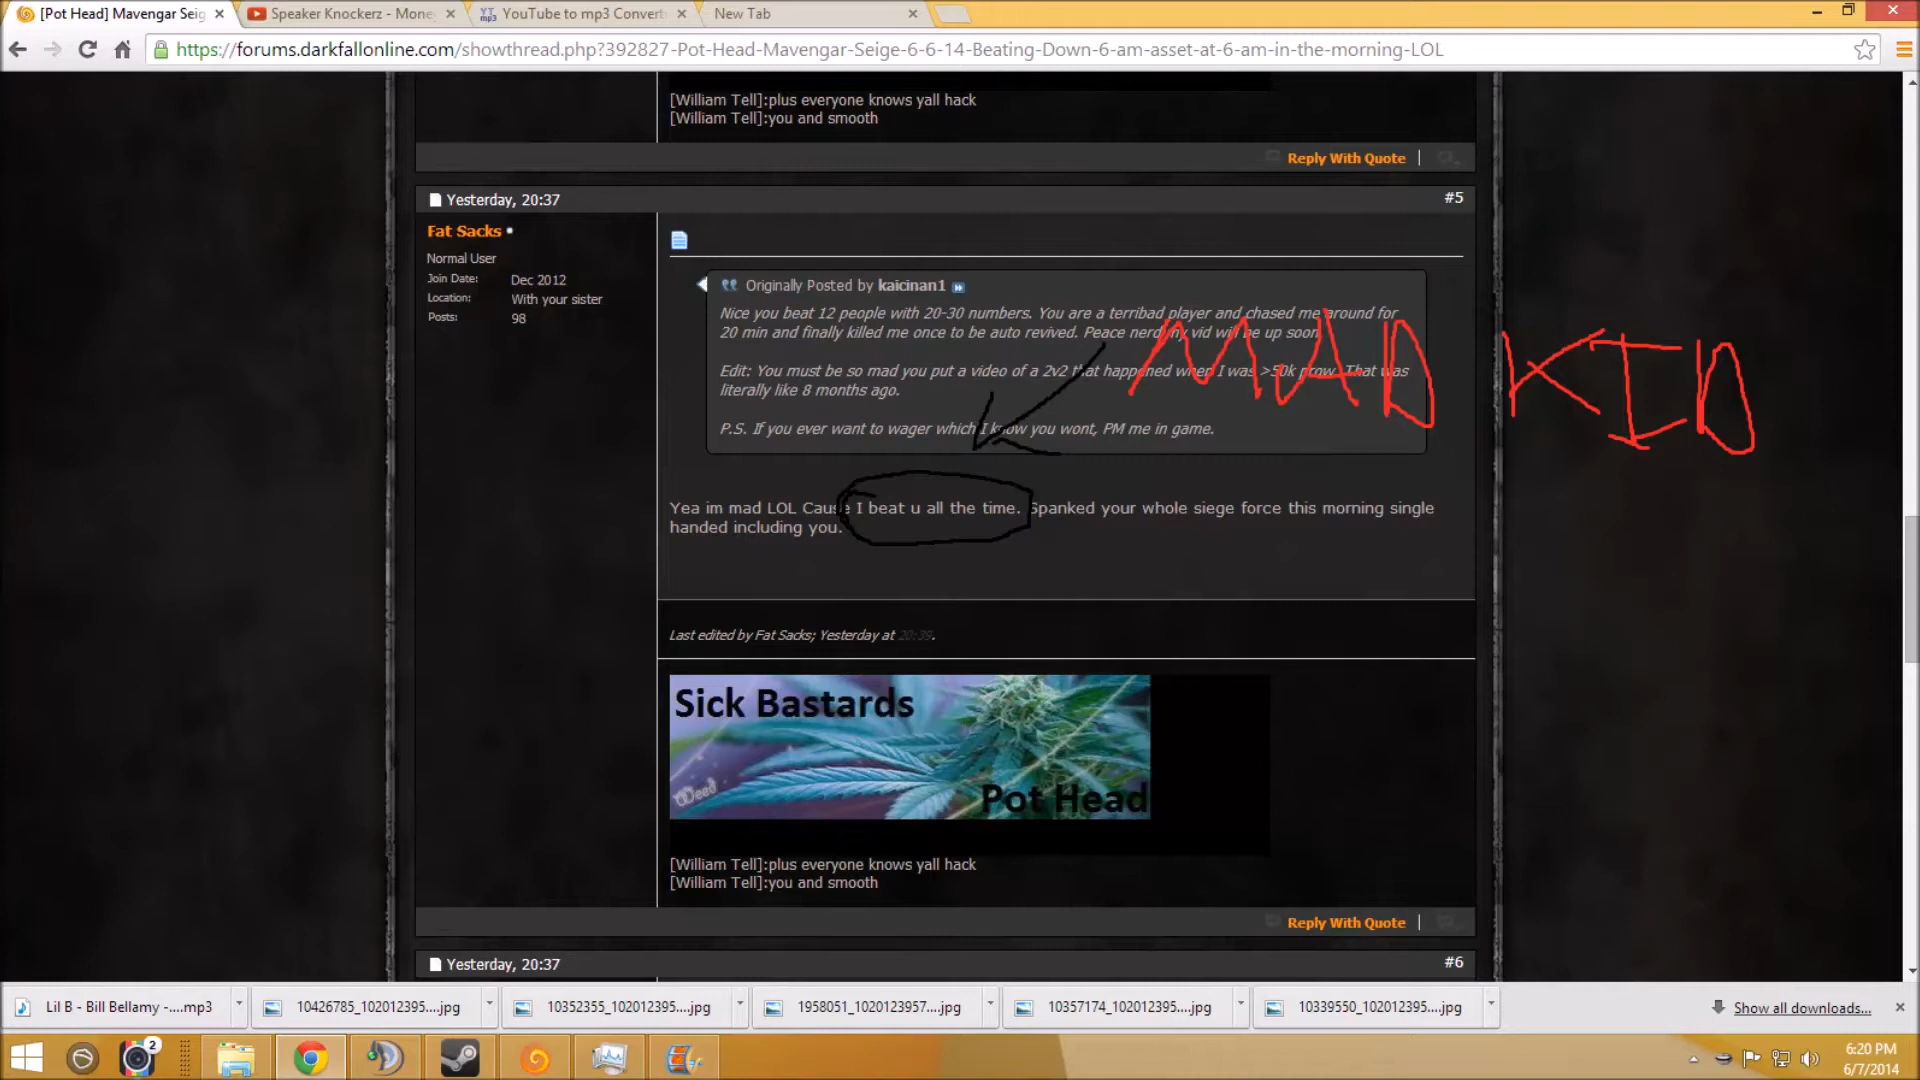 [Pot Head] Mavengar Seig
Speaker Knockerz - Mone
YouTube to mp3 Convert
New Tab
https://forums.darkfallonline.com/showthread.php?392827-Pot-Head-Mavengar-Seige-6-6-14-Beating-Down-6-am-asset-at-6-am-in-the-morning-LOL
[William Tell]:plus everyone knows yall hack
[William Tell]:you and smooth
Reply With Quote
Yesterday, 20:37
#5
Fat Sacks
Normal User
Join Date: Dec 2012
Location: With your sister
Posts: 98
Originally Posted by kaicinan1
Nice you beat 12 people with 20-30 numbers. You are a terribad player and chased me around for
20 min and finally killed me once to be auto revived. Peace nerd my vid will be up soon.
Edit: You must be so mad you put a video of a 2v2 that happened when I was >50k prow. That was
literally like 8 months ago.
P.S. If you ever want to wager which I know you wont, PM me in game.
MAD KID
Yea im mad LOL Cause I beat u all the time. Spanked your whole siege force this morning single
handed including you.
Last edited by Fat Sacks; Yesterday at 20:39.
Sick Bastards
Weed
Pot Head
[William Tell]:plus everyone knows yall hack
[William Tell]:you and smooth
Reply With Quote
Yesterday, 20:37
#6
Lil B - Bill Bellamy -....mp3
10426785_102012395....jpg
10352355_102012395....jpg
1958051_1020123957....jpg
10357174_102012395....jpg
10339550_102012395....jpg
Show all downloads...
2
6:20 PM
6/7/2014